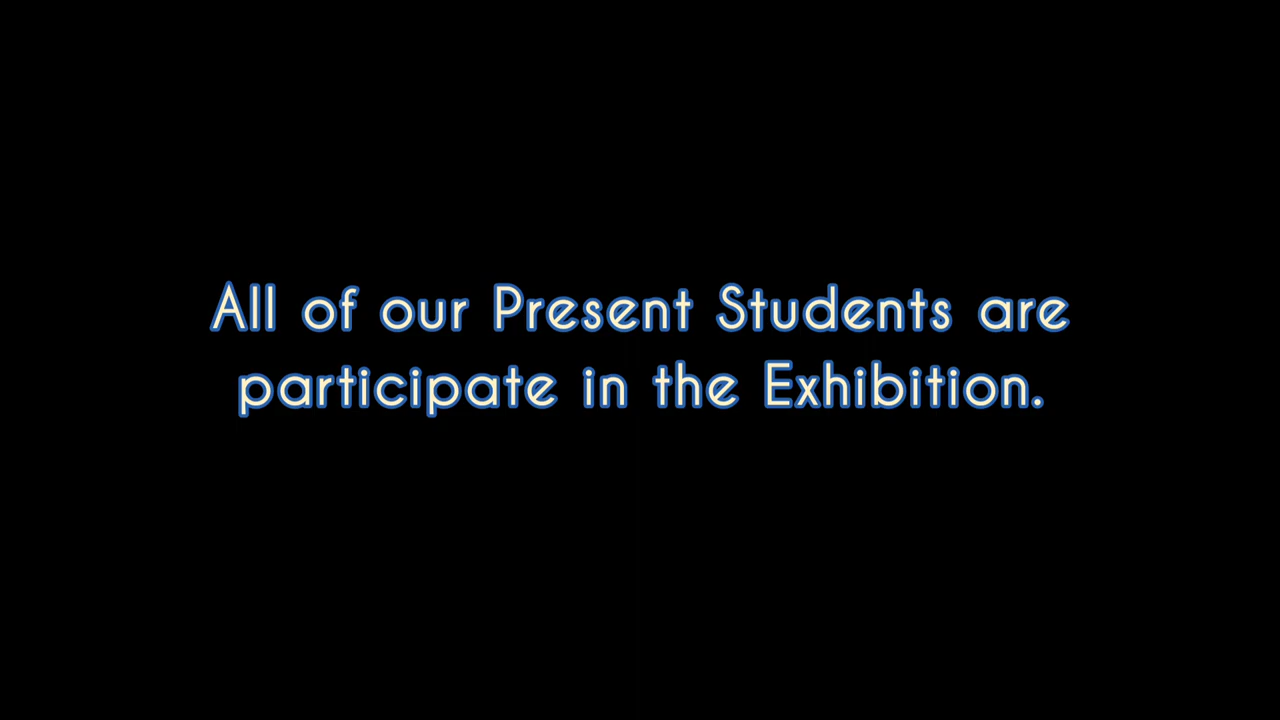 All of our Present Students are
participate in the Exhibition.